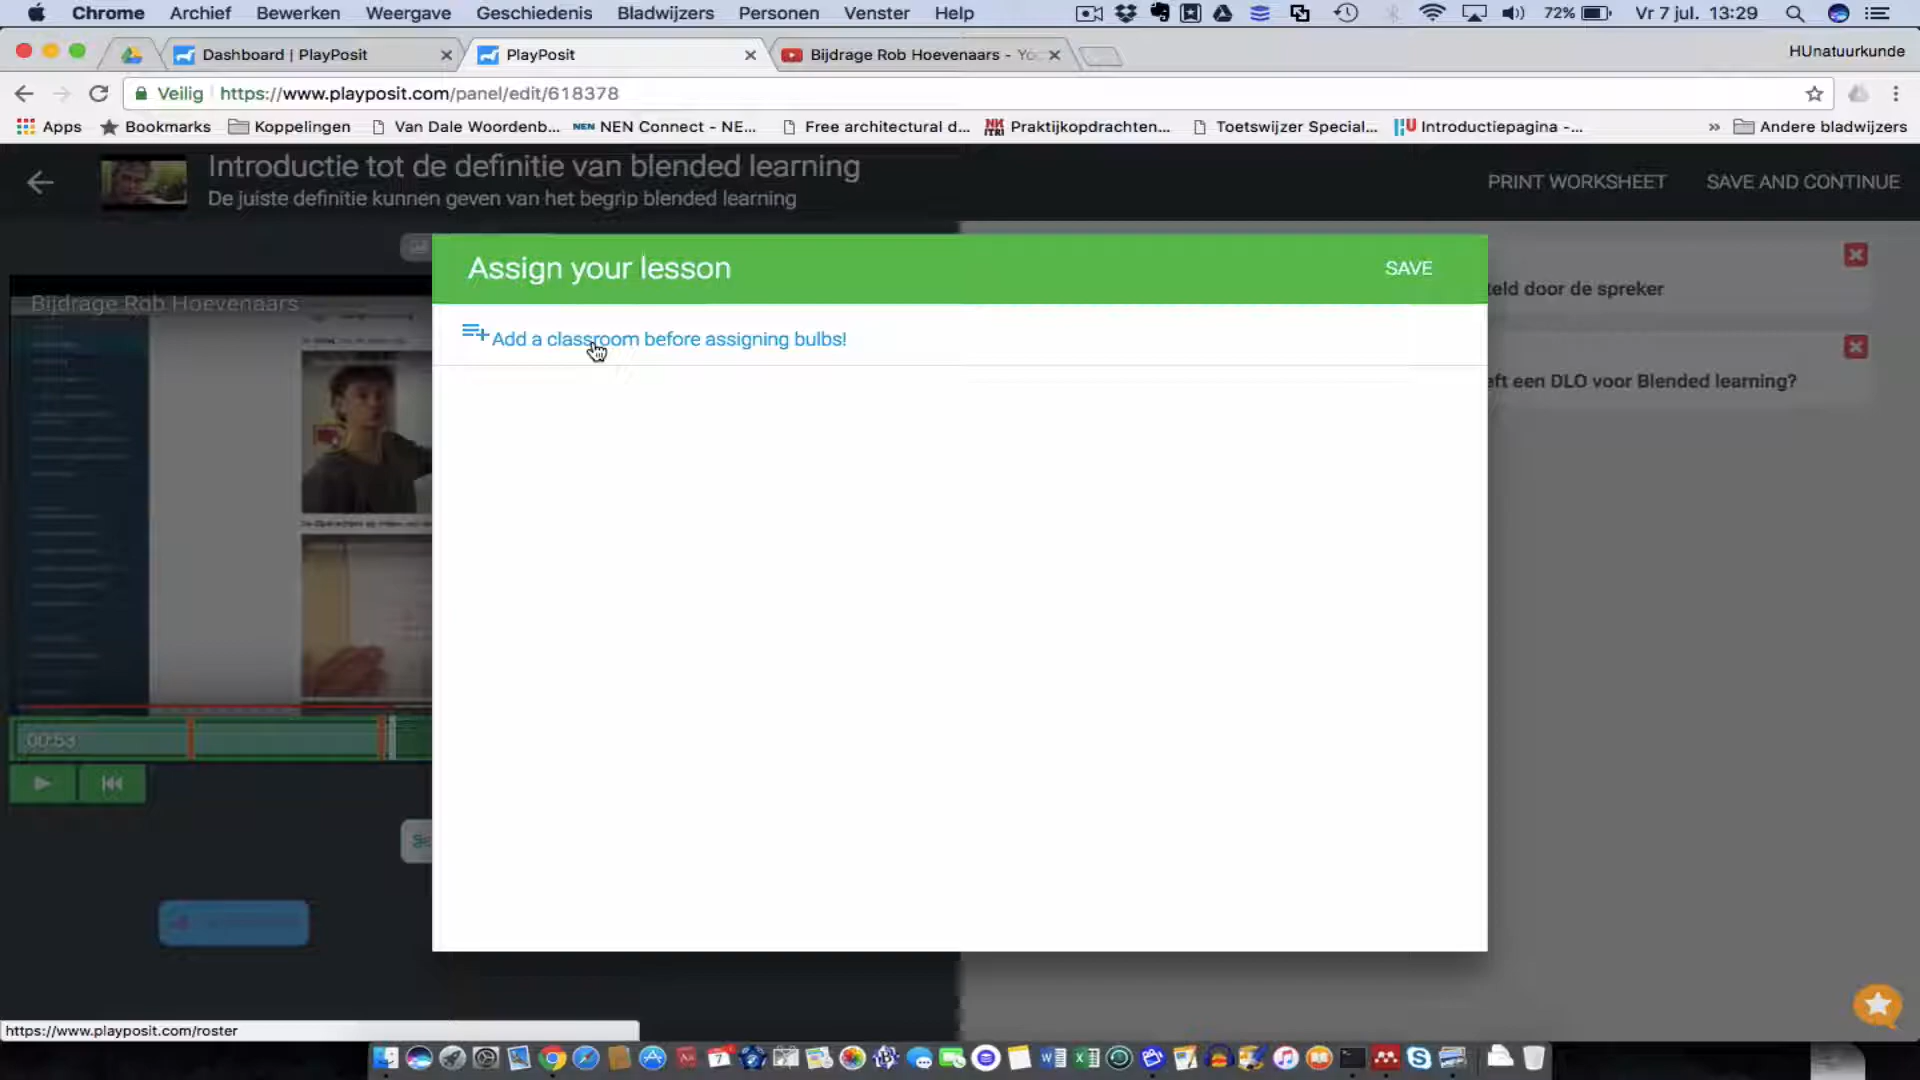 Chrome Archief Bewerken Weergave Geschiedenis Bladwijzers Personen Venster Help 72% Vr 7 jul. 13:29
Dashboard | PlayPosit PlayPosit Bijdrage Rob Hoevenaars - Yo HUnatuurkunde
Veilig https://www.playposit.com/panel/edit/618378
Apps Bookmarks Koppelingen Van Dale Woordenb... NEN NEN Connect - NE... Free architectural d... Praktijkopdrachten... Toetswijzer Special... Introductiepagina -... » Andere bladwijzers
Introductie tot de definitie van blended learning
De juiste definitie kunnen geven van het begrip blended learning
PRINT WORKSHEET SAVE AND CONTINUE
Assign your lesson SAVE
Bijdrage Rob Hoevenaars
teld door de spreker
Add a classroom before assigning bulbs!
eft een DLO voor Blended learning?
00:53
https://www.playposit.com/roster